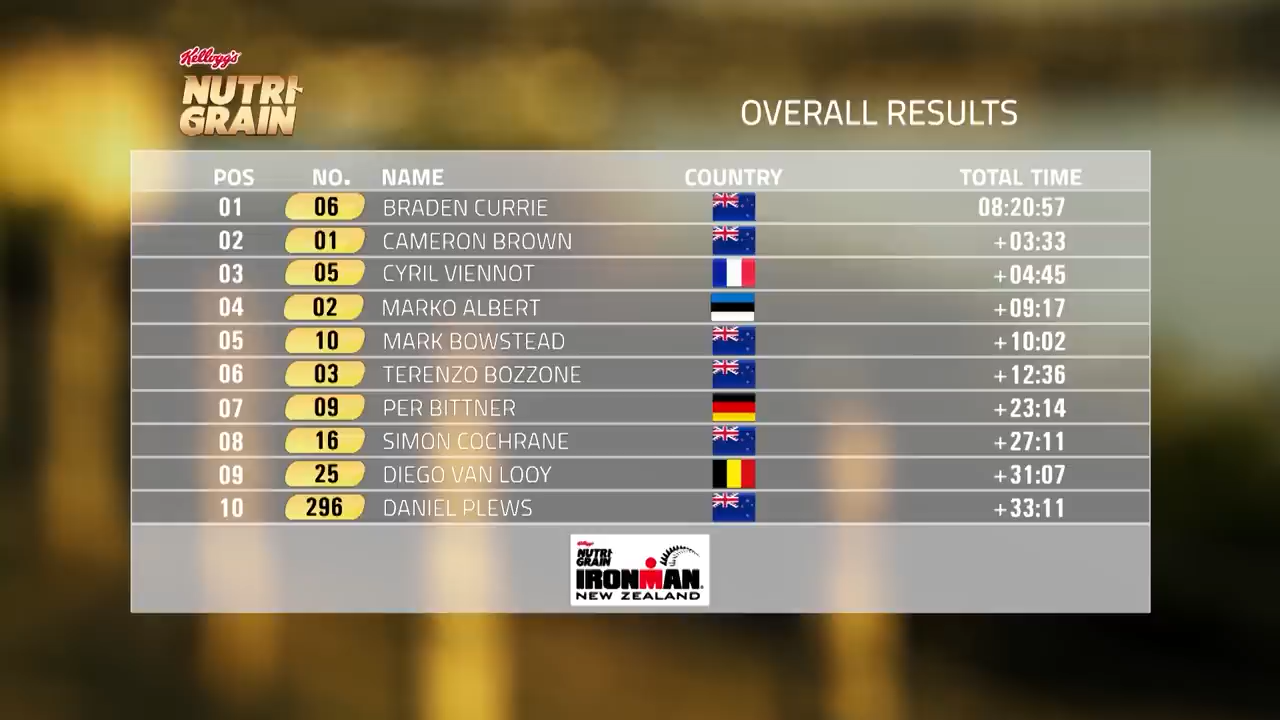 Kellogg's
NUTRI
GRAIN
OVERALL RESULTS
POS NO. NAME COUNTRY TOTAL TIME
01 06 BRADEN CURRIE 08:20:57
02 01 CAMERON BROWN +03:33
03 05 CYRIL VIENNOT +04:45
04 02 MARKO ALBERT +09:17
05 10 MARK BOWSTEAD +10:02
06 03 TERENZO BOZZONE +12:36
07 09 PER BITTNER +23:14
08 16 SIMON COCHRANE +27:11
09 25 DIEGO VAN LOOY +31:07
10 296 DANIEL PLEWS +33:11
Kellogg's
NUTRI
GRAIN
IRONMAN
NEW ZEALAND